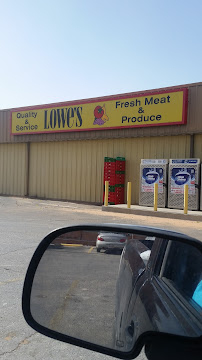 Quality
&
Service
LOWE'S
Fresh Meat
&
Produce